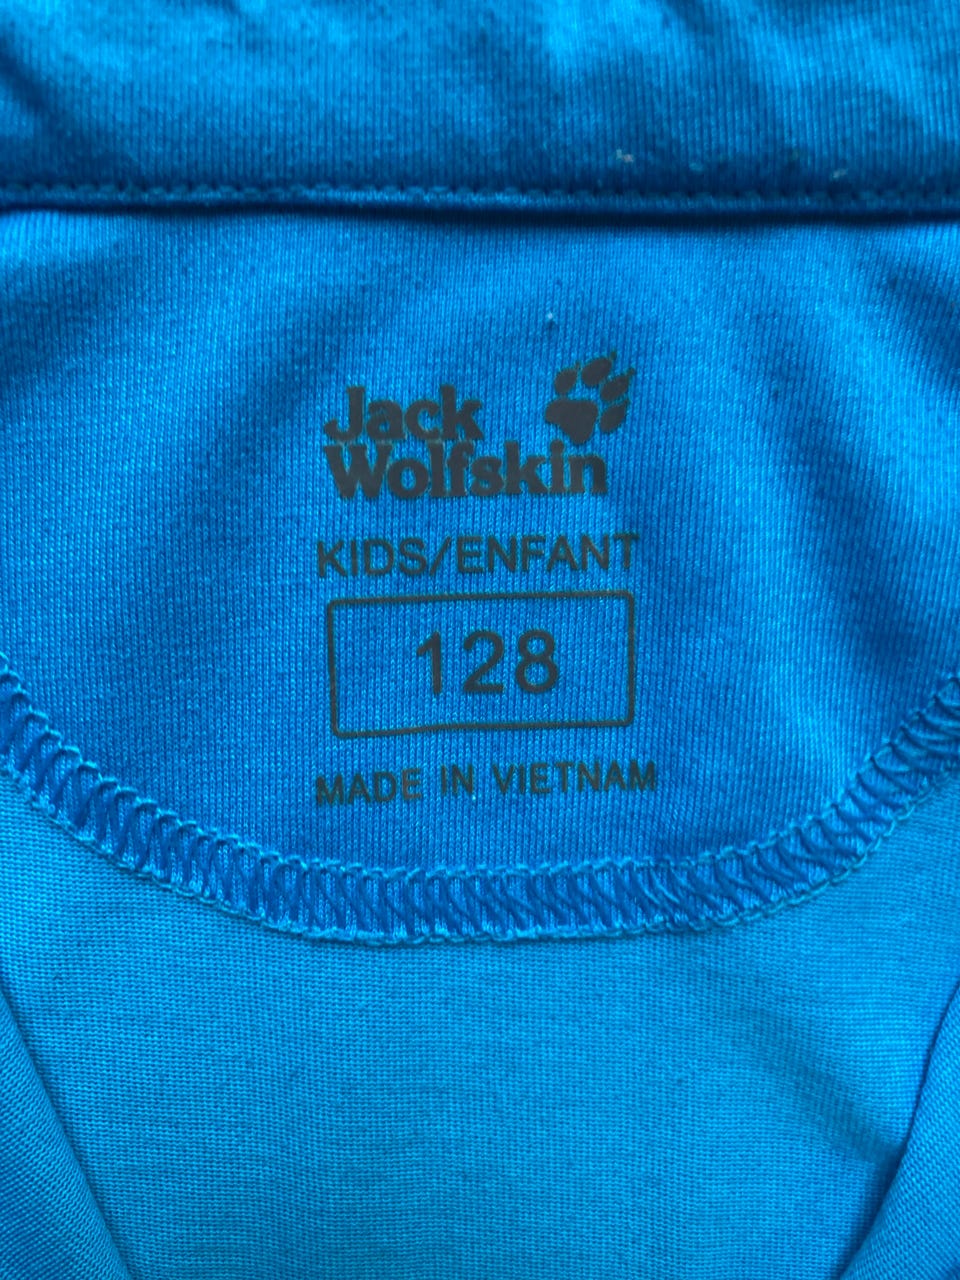 Jack
Wolfskin
KIDS/ENFANT
128
MADE IN VIETNAM